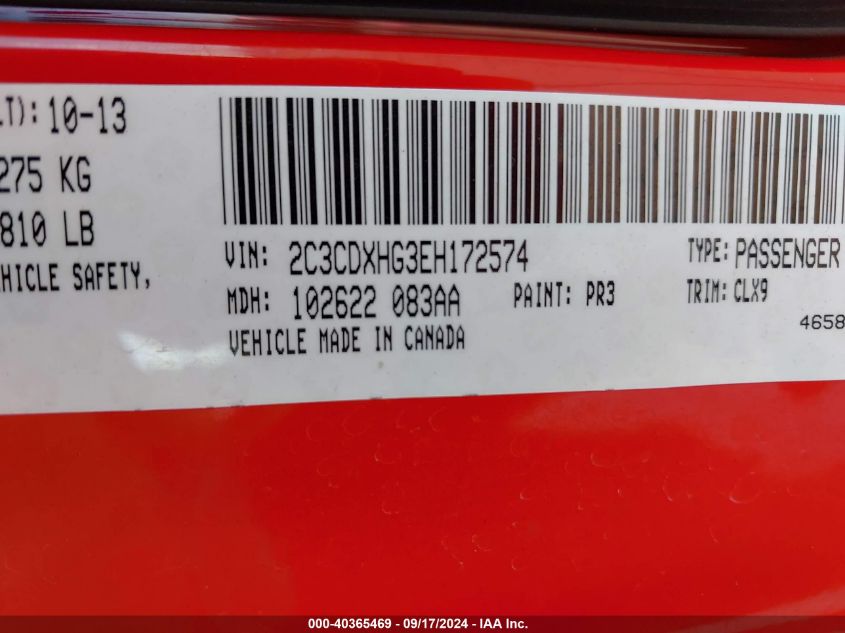 LT): 10-13
275 KG
810 LB
HICLE SAFETY,
VIN: 2C3CDXHG3EH172574
TYPE: PASSENGER
MDH: 102622 083AA
PAINT: PR3
TRIM: CLX9
4658
VEHICLE MADE IN CANADA
000-40365469 - 09/17/2024 - IAA Inc.